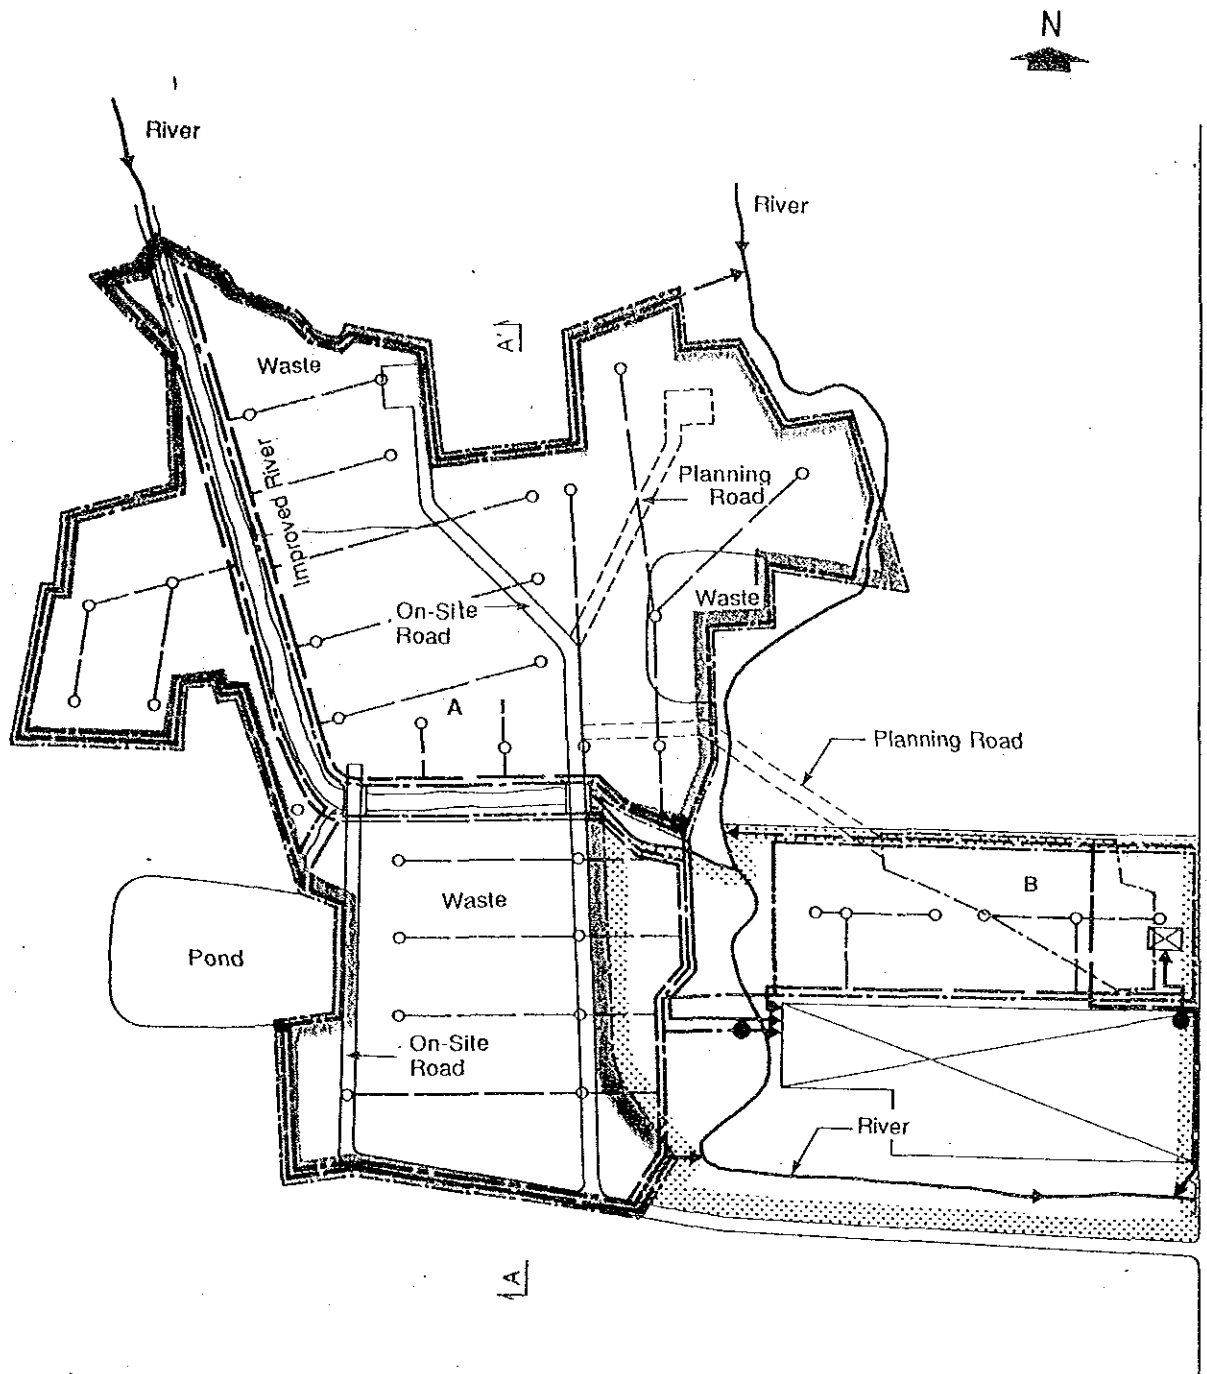 N
River
River
A'
Waste
Improved River
Planning
Road
On-Site
Road
Waste
A
Planning Road
B
Waste
Pond
On-Site
Road
River
A